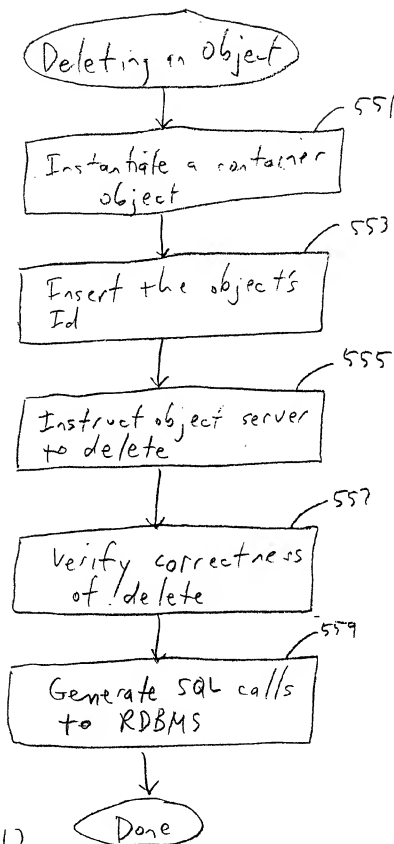 Deleting an Object
551
Instantiate a container
object
553
Insert the object's
Id
555
Instruct object server
to delete
557
Verify correctness
of delete
559
Generate SQL calls
to RDBMS
Done